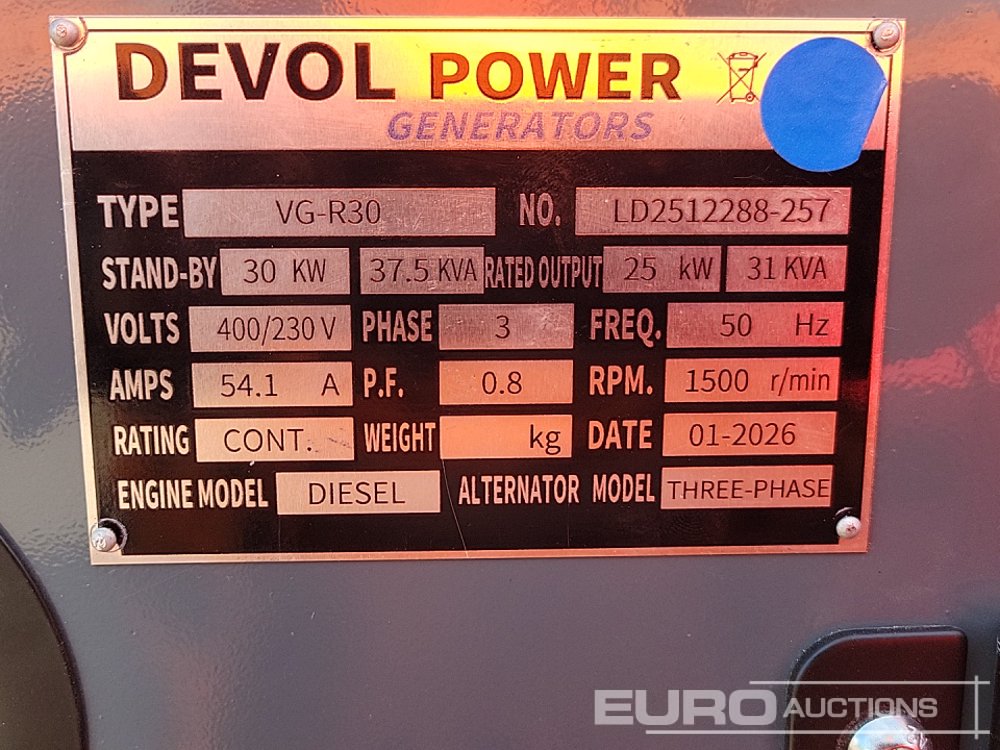 DEVOL POWER
GENERATORS
TYPE VG-R30 NO. LD2512288-257
STAND-BY 30 KW 37.5 KVA RATED OUTPUT 25 kW 31 KVA
VOLTS 400/230 V PHASE 3 FREQ. 50 Hz
AMPS 54.1 A P.F. 0.8 RPM. 1500 r/min
RATING CONT. WEIGHT kg DATE 01-2026
ENGINE MODEL DIESEL ALTERNATOR MODEL THREE-PHASE
EURO AUCTIONS